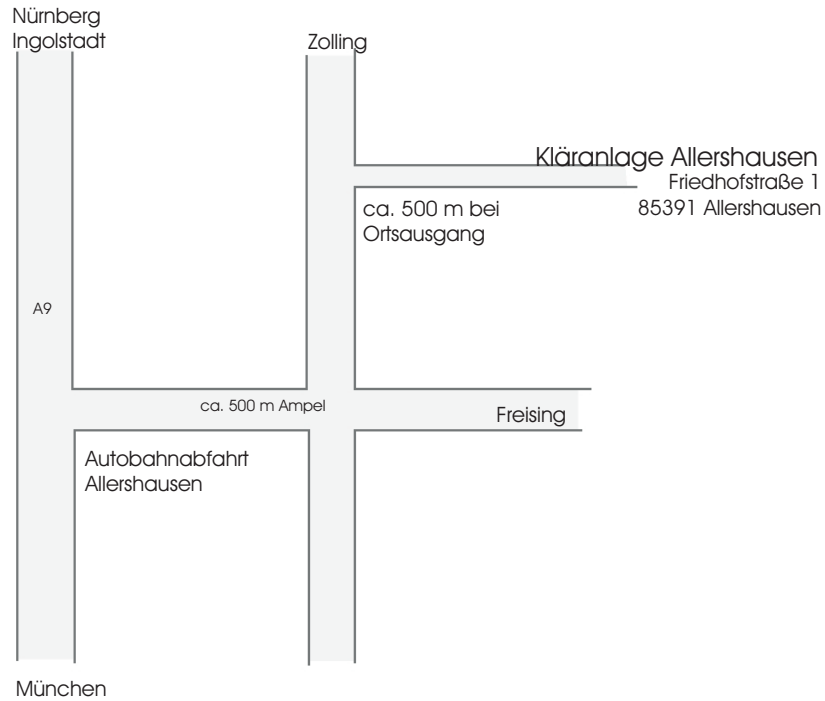 Nürnberg
Ingolstadt
Zolling
Kläranlage Allershausen
Friedhofstraße 1
85391 Allershausen
ca. 500 m bei
Ortsausgang
A9
ca. 500 m Ampel
Freising
Autobahnabfahrt
Allershausen
München